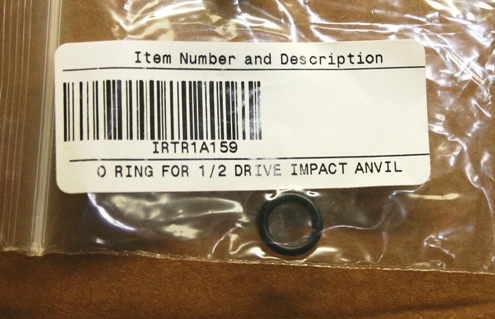 Item Number and Description
IRTR1A159
O RING FOR 1/2 DRIVE IMPACT ANVIL